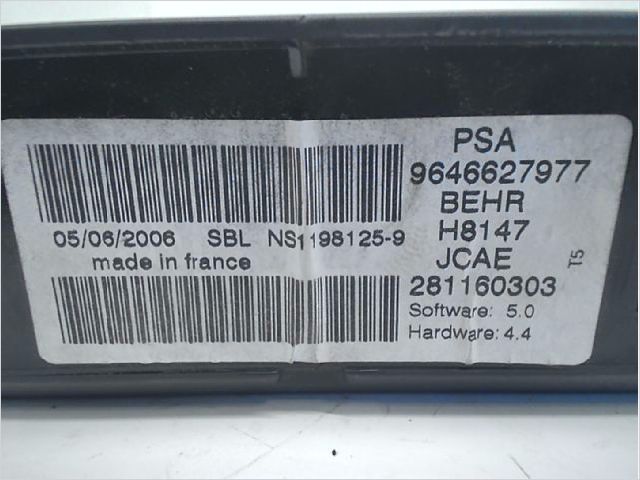 PSA
9646627977
BEHR
H8147
JCAE
281160303
Software: 5.0
Hardware: 4.4
T5
05/06/2006 SBL NS1198125-9
made in france